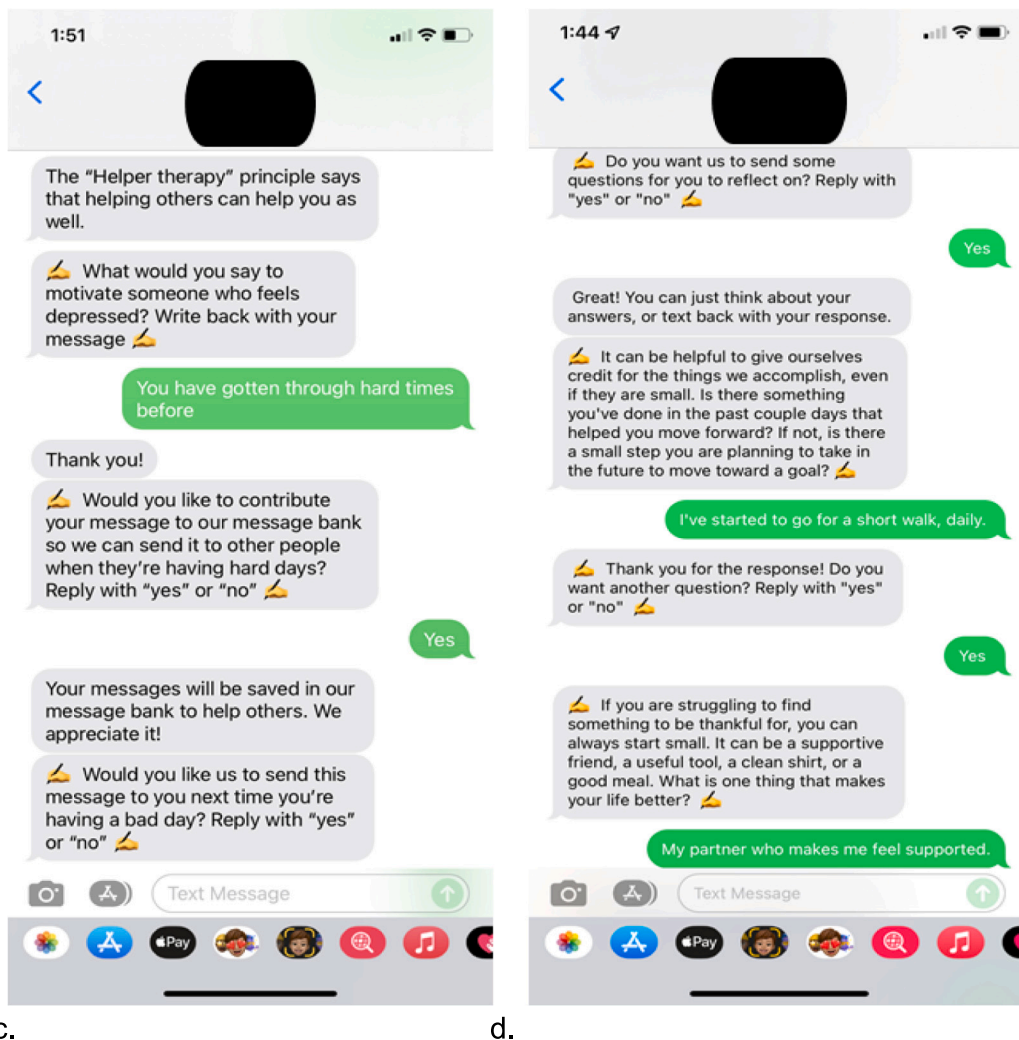 1:51
The “Helper therapy” principle says
that helping others can help you as
well.
✍️ What would you say to
motivate someone who feels
depressed? Write back with your
message ✍️
You have gotten through hard times
before
Thank you!
✍️ Would you like to contribute
your message to our message bank
so we can send it to other people
when they’re having hard days?
Reply with “yes” or “no” ✍️
Yes
Your messages will be saved in our
message bank to help others. We
appreciate it!
✍️ Would you like us to send this
message to you next time you’re
having a bad day? Reply with “yes”
or “no” ✍️
Text Message
Pay
c.
1:44
✍️ Do you want us to send some
questions for you to reflect on? Reply with
"yes" or "no" ✍️
Yes
Great! You can just think about your
answers, or text back with your response.
✍️ It can be helpful to give ourselves
credit for the things we accomplish, even
if they are small. Is there something
you've done in the past couple days that
helped you move forward? If not, is there
a small step you are planning to take in
the future to move toward a goal? ✍️
I've started to go for a short walk, daily.
✍️ Thank you for the response! Do you
want another question? Reply with "yes"
or "no" ✍️
Yes
✍️ If you are struggling to find
something to be thankful for, you can
always start small. It can be a supportive
friend, a useful tool, a clean shirt, or a
good meal. What is one thing that makes
your life better? ✍️
My partner who makes me feel supported.
Text Message
Pay
d.